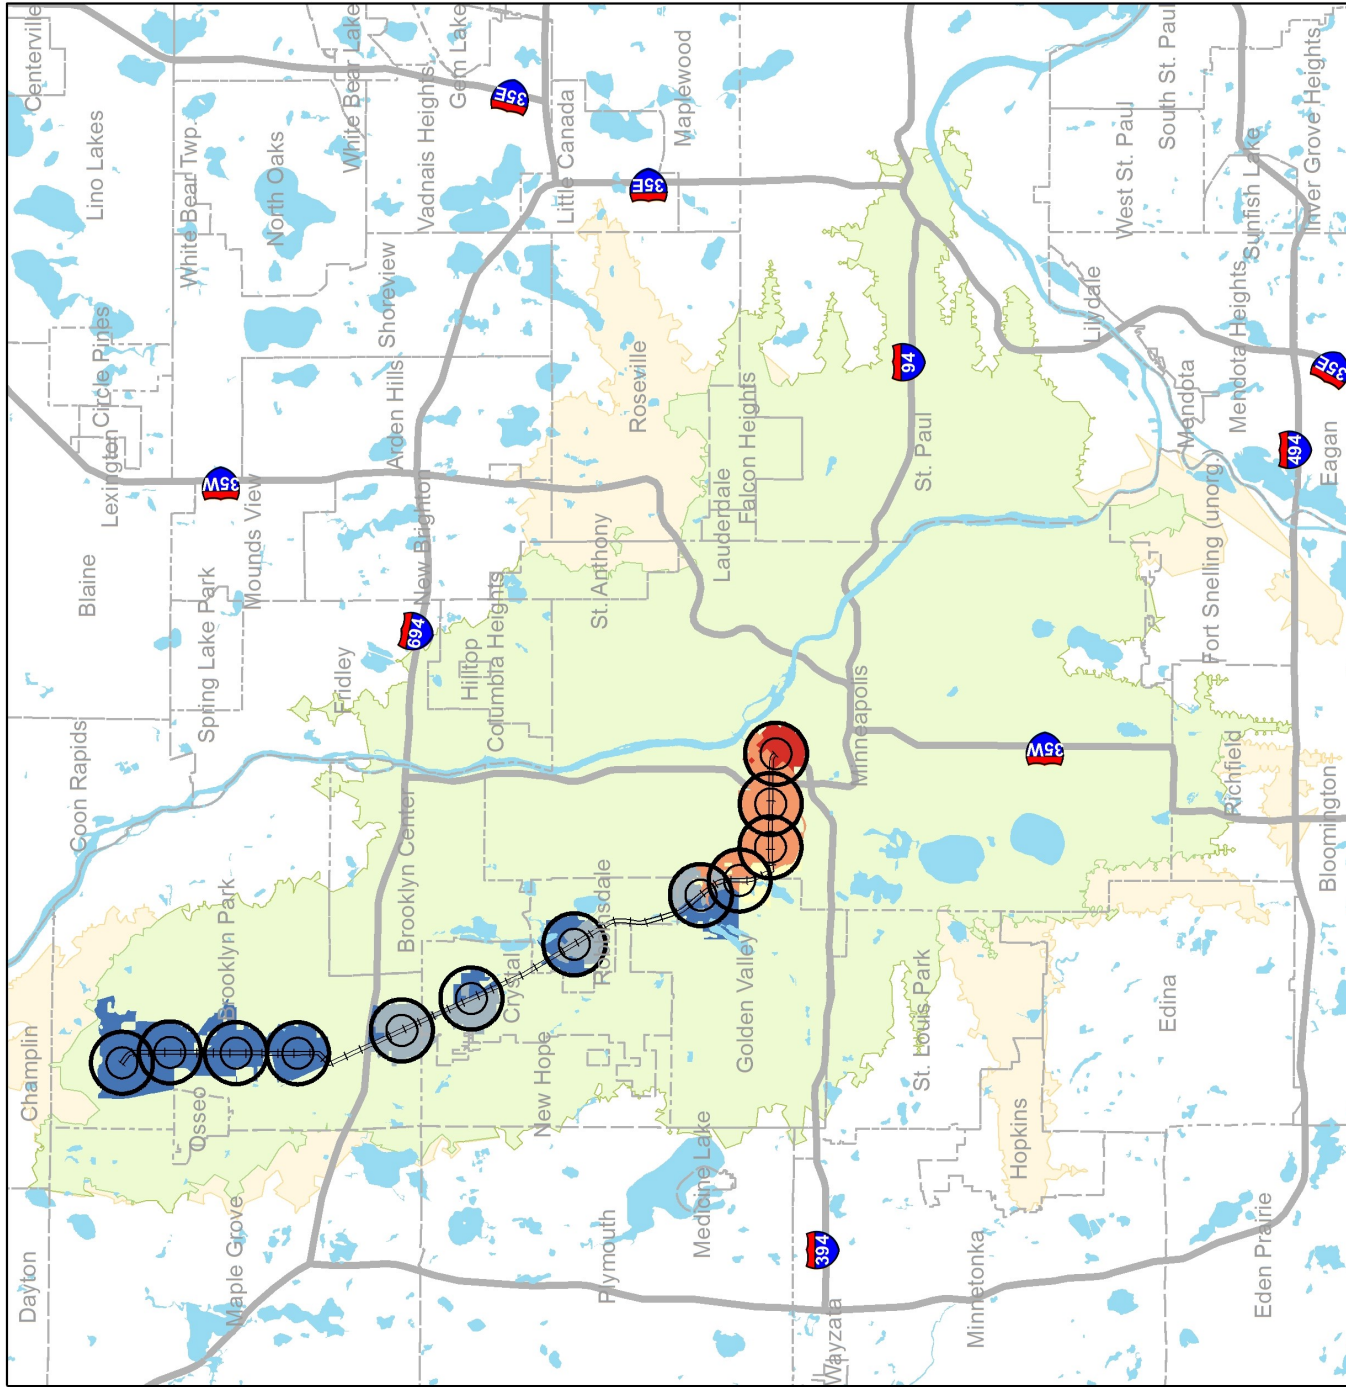 Centerville
Lino Lakes
White Bear Twp.
North Oaks
White Bear Lake
Vadnais Heights
Gem Lake
35E
Little Canada
Maplewood
35E
South St. Paul
West St. Paul
Sunfish Lake
Inver Grove Heights
Circle Pines
Lexington
Shoreview
Arden Hills
Roseville
94
Lilydale
Mendota
Mendota Heights
35E
494
Eagan
Blaine
35W
Mounds View
Spring Lake Park
New Brighton
694
St. Anthony
Lauderdale
Falcon Heights
St. Paul
Fort Snelling (unorg.)
Coon Rapids
Fridley
Hilltop
Columbia Heights
Minneapolis
35W
Richfield
Bloomington
Brooklyn Park
Brooklyn Center
Crystal
Robbinsdale
Golden Valley
St. Louis Park
Edina
Champlin
Osseo
New Hope
Medicine Lake
Hopkins
Dayton
Maple Grove
Plymouth
394
Wayzata
Minnetonka
Eden Prairie